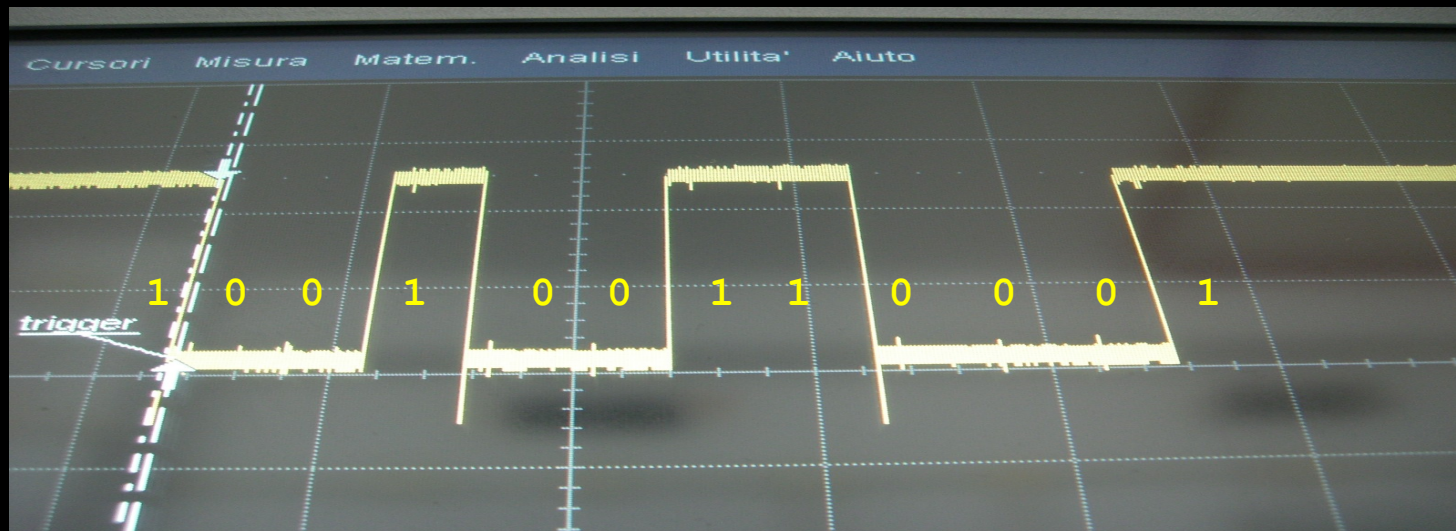 Cursori Misura Matem. Analisi Utilita' Aiuto
1 0 0 1 0 0 1 1 0 0 0 1
trigger